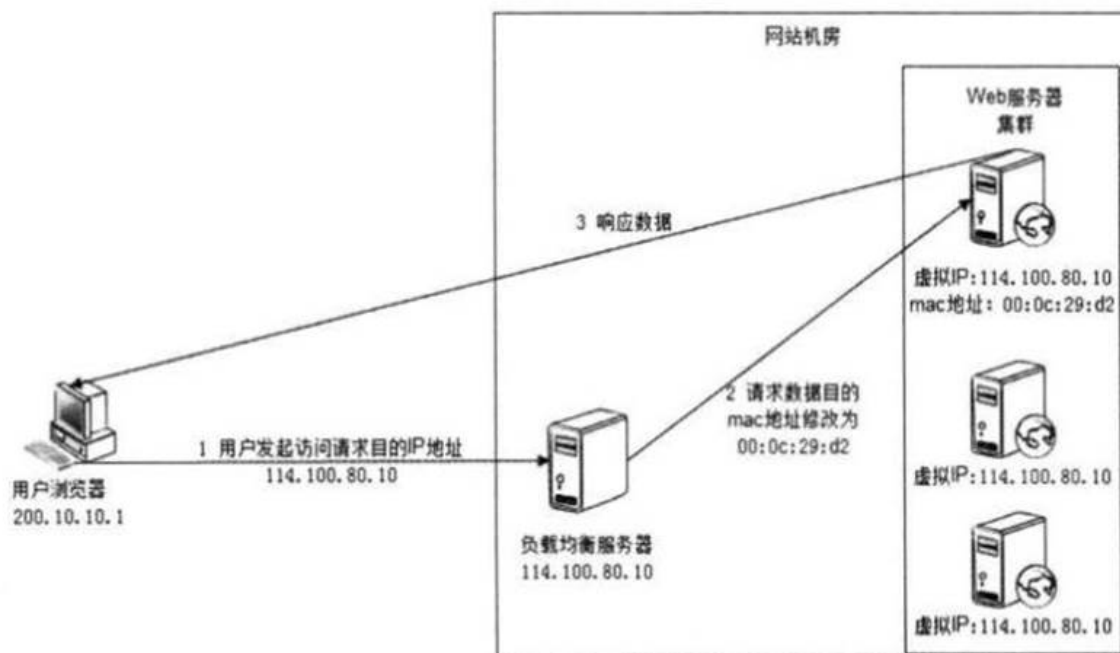 网站机房
Web服务器
集群
3 响应数据
虚拟IP:114.100.80.10
mac地址: 00:0c:29:d2
2 请求数据目的
mac地址修改为
00:0c:29:d2
1 用户发起访问请求目的IP地址
114.100.80.10
用户浏览器
200.10.10.1
负载均衡服务器
114.100.80.10
虚拟IP:114.100.80.10
虚拟IP:114.100.80.10